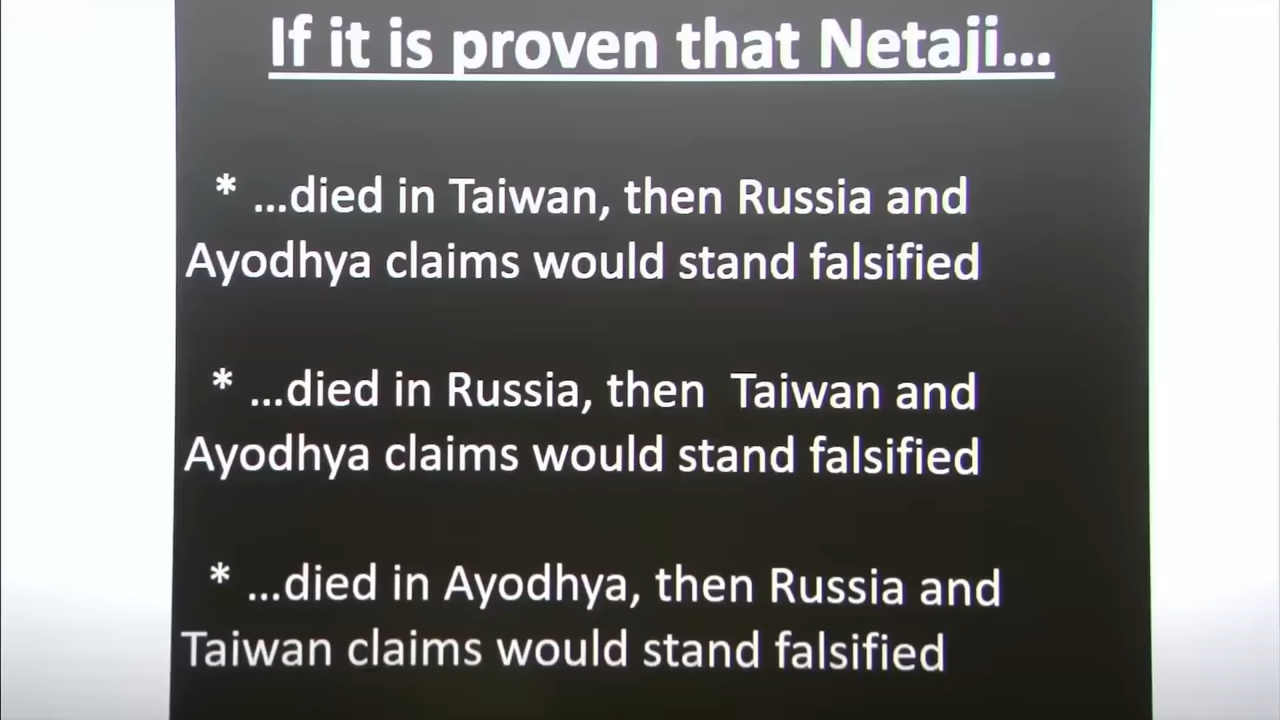 If it is proven that Netaji...
* ...died in Taiwan, then Russia and
Ayodhya claims would stand falsified
* ...died in Russia, then  Taiwan and
Ayodhya claims would stand falsified
* ...died in Ayodhya, then Russia and
Taiwan claims would stand falsified